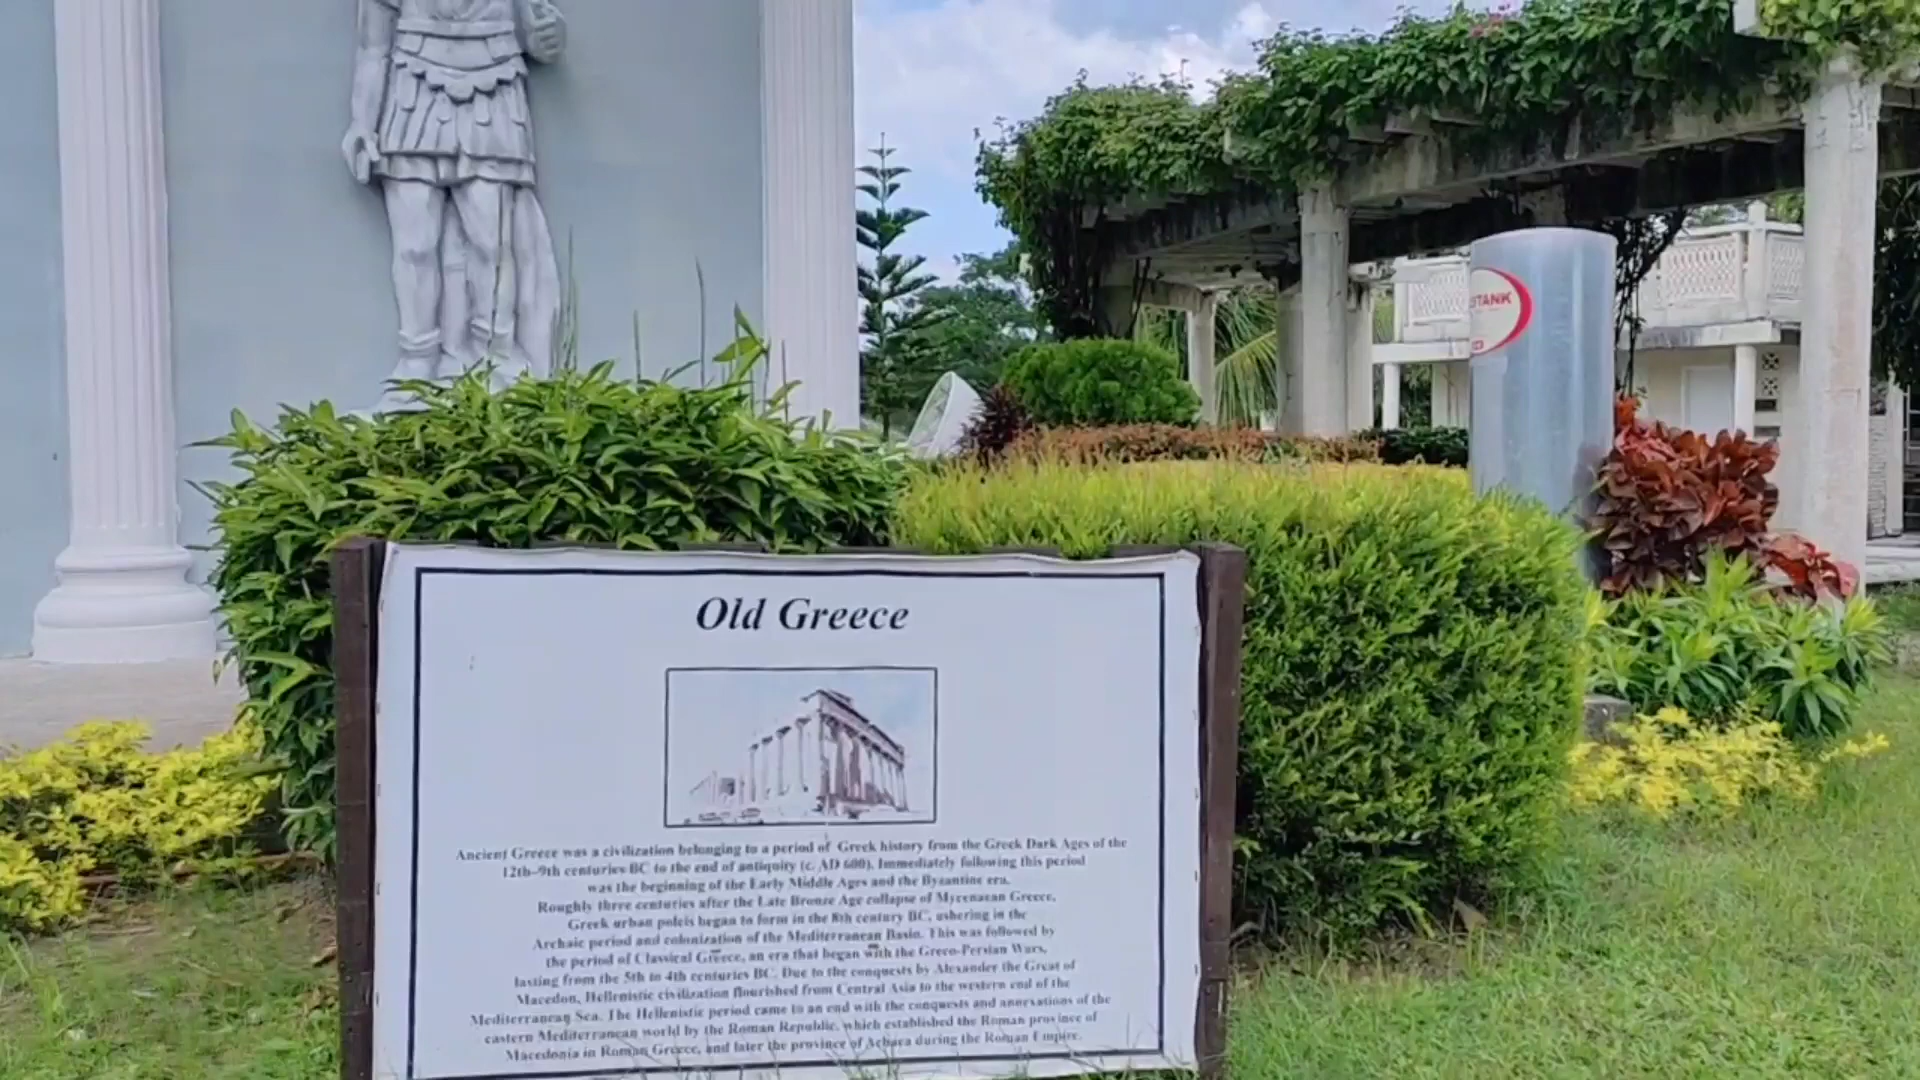 STANK
Old Greece
Ancient Greece was a civilization belonging to a period of Greek history from the Greek Dark Ages of the
12th–9th centuries BC to the end of antiquity (c. AD 600). Immediately following this period
was the beginning of the Early Middle Ages and the Byzantine era.
Roughly three centuries after the Late Bronze Age collapse of Mycenaean Greece,
Greek urban poleis began to form in the 8th century BC, ushering in the
Archaic period and colonization of the Mediterranean Basin. This was followed by
the period of Classical Greece, an era that began with the Greco-Persian Wars,
lasting from the 5th to 4th centuries BC. Due to the conquests by Alexander the Great of
Macedon, Hellenistic civilization flourished from Central Asia to the western end of the
Mediterranean Sea. The Hellenistic period came to an end with the conquests and annexations of the
eastern Mediterranean world by the Roman Republic, which established the Roman province of
Macedonia in Roman Greece, and later the province of Achaea during the Roman Empire.